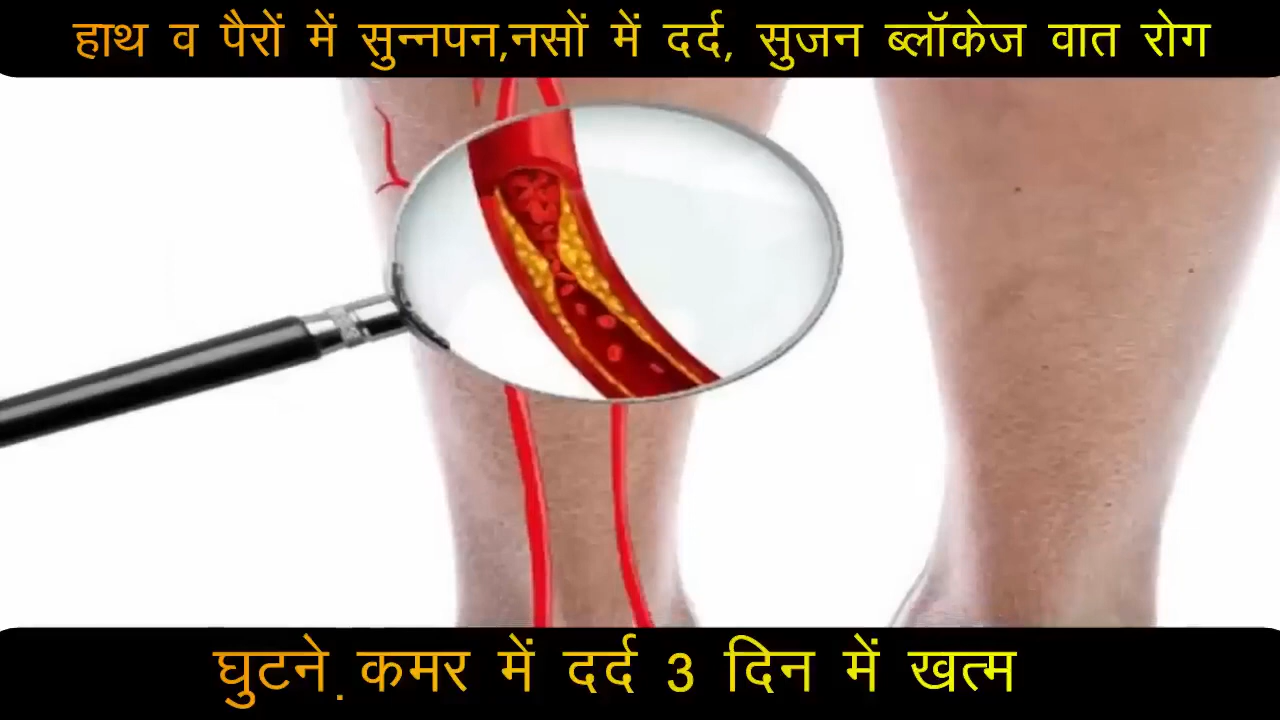 हाथ व पैरों में सुन्नपन,नसों में दर्द, सुजन ब्लॉकेज वात रोग
घुटने.कमर में दर्द 3 दिन में खत्म